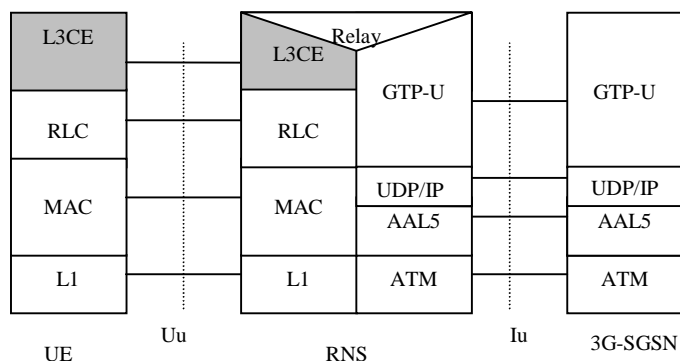 L3CE
RLC
MAC
L1
UE
Uu
Relay
L3CE
RLC
MAC
L1
GTP-U
UDP/IP
AAL5
ATM
RNS
Iu
GTP-U
UDP/IP
AAL5
ATM
3G-SGSN